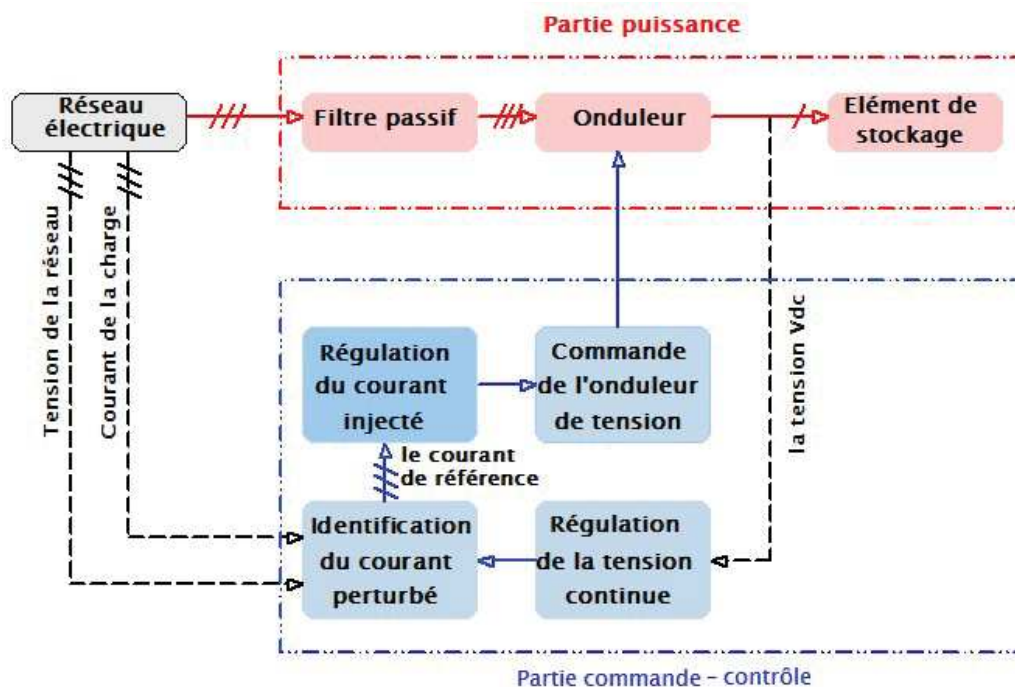 Partie puissance
Réseau
électrique
Filtre passif
Onduleur
Elément de
stockage
Tension de la réseau
Courant de la charge
la tension Vdc
Régulation
du courant
injecté
Commande
de l'onduleur
de tension
le courant
de référence
Identification
du courant
perturbé
Régulation
de la tension
continue
Partie commande - contrôle